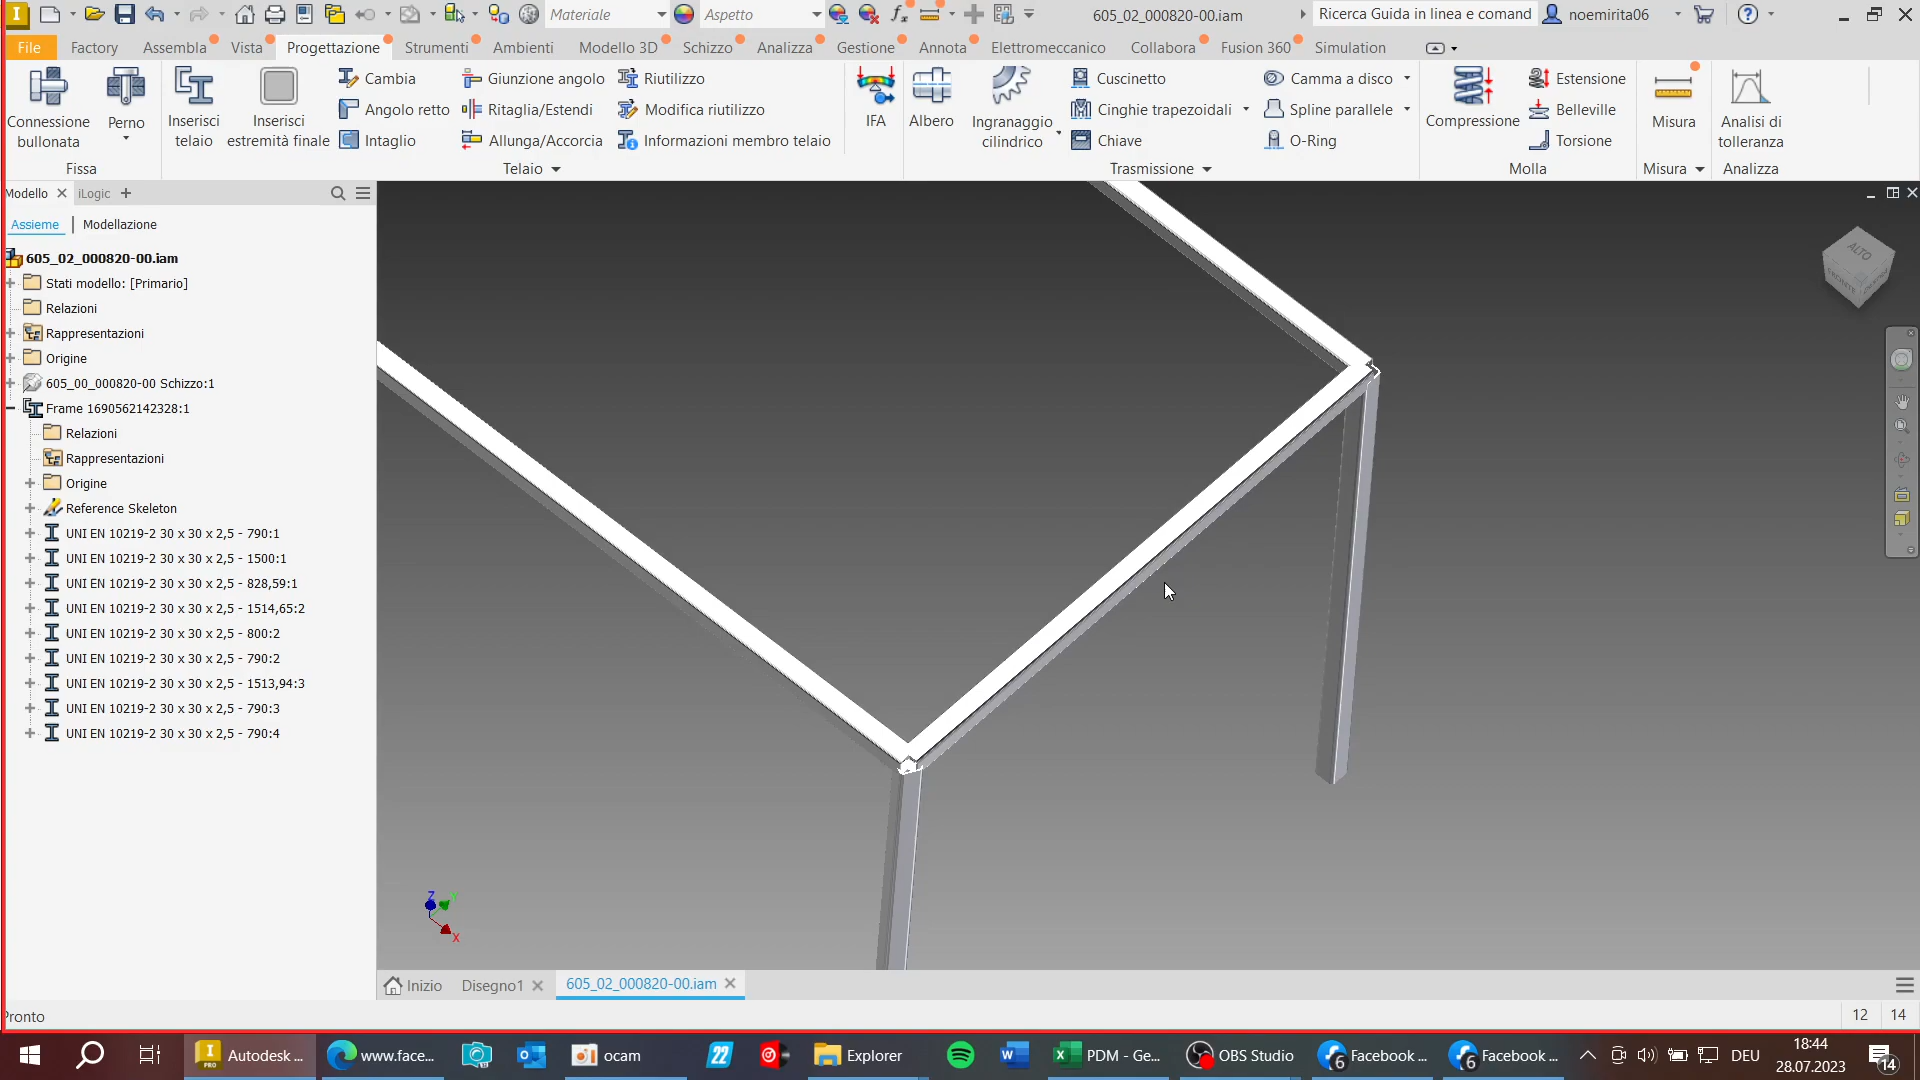 Materiale
Aspetto
605_02_000820-00.iam
Ricerca Guida in linea e comand
noemirita06
File
Factory
Assembla
Vista
Progettazione
Strumenti
Ambienti
Modello 3D
Schizzo
Analizza
Gestione
Annota
Elettromeccanico
Collabora
Fusion 360
Simulation
Connessione
bullonata
Perno
Inserisci
telaio
Inserisci
estremità finale
Cambia
Angolo retto
Intaglio
Giunzione angolo
Ritaglia/Estendi
Allunga/Accorcia
Riutilizzo
Modifica riutilizzo
Informazioni membro telaio
IFA
Albero
Ingranaggio
cilindrico
Cuscinetto
Cinghie trapezoidali
Chiave
Camma a disco
Spline parallele
O-Ring
Compressione
Estensione
Belleville
Torsione
Misura
Analisi di
tolleranza
Fissa
Telaio
Trasmissione
Molla
Misura
Analizza
Modello
iLogic
Assieme
Modellazione
605_02_000820-00.iam
Stati modello: [Primario]
Relazioni
Rappresentazioni
Origine
605_00_000820-00 Schizzo:1
Frame 1690562142328:1
Relazioni
Rappresentazioni
Origine
Reference Skeleton
UNI EN 10219-2 30 x 30 x 2,5 - 790:1
UNI EN 10219-2 30 x 30 x 2,5 - 1500:1
UNI EN 10219-2 30 x 30 x 2,5 - 828,59:1
UNI EN 10219-2 30 x 30 x 2,5 - 1514,65:2
UNI EN 10219-2 30 x 30 x 2,5 - 800:2
UNI EN 10219-2 30 x 30 x 2,5 - 790:2
UNI EN 10219-2 30 x 30 x 2,5 - 1513,94:3
UNI EN 10219-2 30 x 30 x 2,5 - 790:3
UNI EN 10219-2 30 x 30 x 2,5 - 790:4
ALTO
Z
Y
X
Inizio
Disegno1
605_02_000820-00.iam
Pronto
12
14
PRO
Autodesk ...
www.face...
ocam
22
Explorer
PDM - Ge...
OBS Studio
6
Facebook ...
6
Facebook ...
DEU
18:44
28.07.2023
14